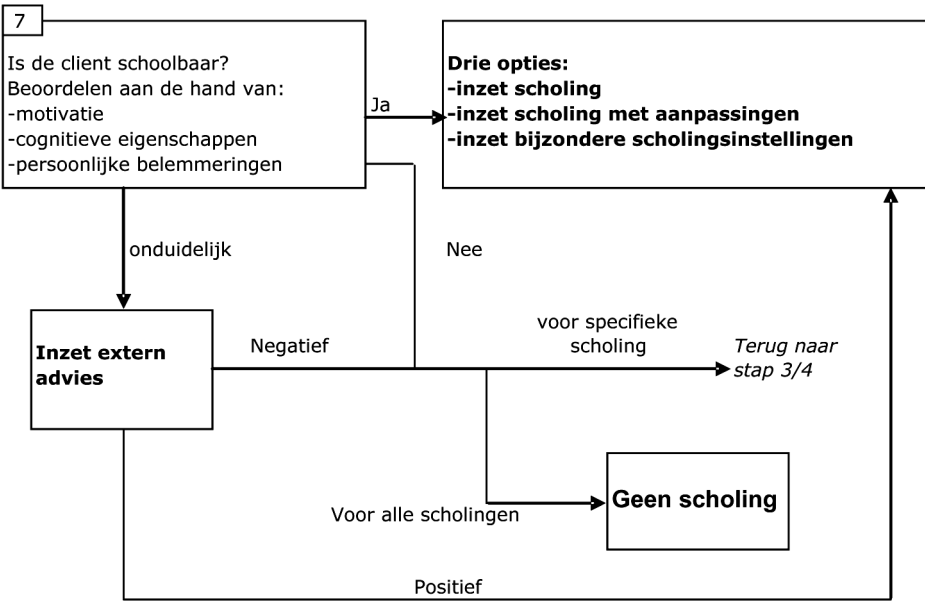 7
Is de client schoolbaar?
Beoordelen aan de hand van:
-motivatie
-cognitieve eigenschappen
-persoonlijke belemmeringen
Ja
Drie opties:
-inzet scholing
-inzet scholing met aanpassingen
-inzet bijzondere scholingsinstellingen
onduidelijk
Nee
Inzet extern
advies
Negatief
voor specifieke
scholing
Terug naar
stap 3/4
Voor alle scholingen
Geen scholing
Positief